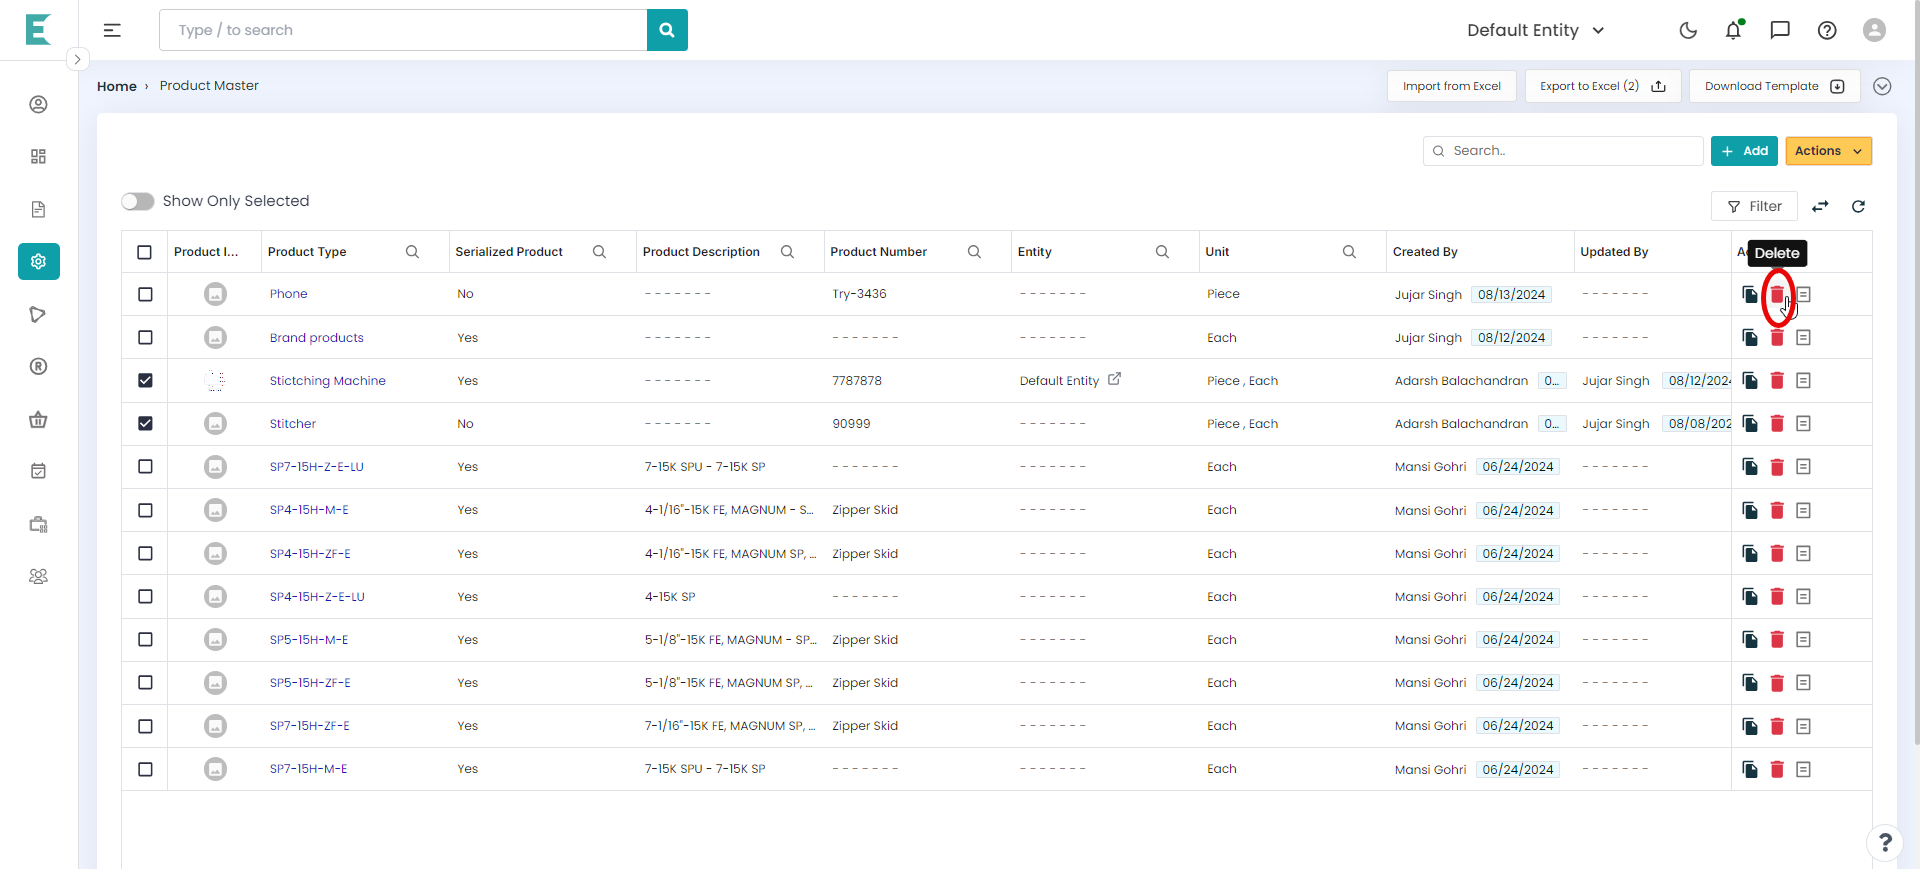 Type / to search
Default Entity
Home › Product Master
Import from Excel
Export to Excel (2)
Download Template
Search..
+ Add
Actions
Show Only Selected
Filter
Product I... Product Type Serialized Product Product Description Product Number Entity Unit Created By Updated By
Delete
Phone No ------- Try-3436 ------- Piece Jujar Singh 08/13/2024 -------
Brand products Yes ------- ------- ------- Each Jujar Singh 08/12/2024 -------
Stictching Machine Yes ------- 7787878 Default Entity Piece , Each Adarsh Balachandran 0... Jujar Singh 08/12/2024
Stitcher No ------- 90999 ------- Piece , Each Adarsh Balachandran 0... Jujar Singh 08/08/202
SP7-15H-Z-E-LU Yes 7-15K SPU - 7-15K SP ------- ------- Each Mansi Gohri 06/24/2024 -------
SP4-15H-M-E Yes 4-1/16"-15K FE, MAGNUM - S... Zipper Skid ------- Each Mansi Gohri 06/24/2024 -------
SP4-15H-ZF-E Yes 4-1/16"-15K FE, MAGNUM SP, ... Zipper Skid ------- Each Mansi Gohri 06/24/2024 -------
SP4-15H-Z-E-LU Yes 4-15K SP ------- ------- Each Mansi Gohri 06/24/2024 -------
SP5-15H-M-E Yes 5-1/8"-15K FE, MAGNUM - SP... Zipper Skid ------- Each Mansi Gohri 06/24/2024 -------
SP5-15H-ZF-E Yes 5-1/8"-15K FE, MAGNUM SP, ... Zipper Skid ------- Each Mansi Gohri 06/24/2024 -------
SP7-15H-ZF-E Yes 7-1/16"-15K FE, MAGNUM SP, ... Zipper Skid ------- Each Mansi Gohri 06/24/2024 -------
SP7-15H-M-E Yes 7-15K SPU - 7-15K SP ------- ------- Each Mansi Gohri 06/24/2024 -------
?